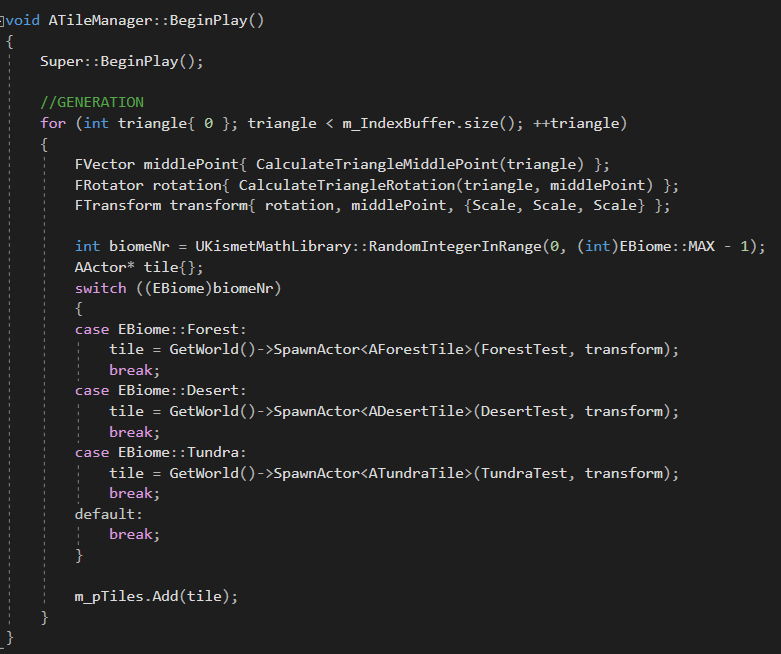 void ATileManager::BeginPlay()
{
    Super::BeginPlay();

    //GENERATION
    for (int triangle{ 0 }; triangle < m_IndexBuffer.size(); ++triangle)
    {
        FVector middlePoint{ CalculateTriangleMiddlePoint(triangle) };
        FRotator rotation{ CalculateTriangleRotation(triangle, middlePoint) };
        FTransform transform{ rotation, middlePoint, {Scale, Scale, Scale} };

        int biomeNr = UKismetMathLibrary::RandomIntegerInRange(0, (int)EBiome::MAX - 1);
        AActor* tile{};
        switch ((EBiome)biomeNr)
        {
        case EBiome::Forest:
            tile = GetWorld()->SpawnActor<AForestTile>(ForestTest, transform);
            break;
        case EBiome::Desert:
            tile = GetWorld()->SpawnActor<ADesertTile>(DesertTest, transform);
            break;
        case EBiome::Tundra:
            tile = GetWorld()->SpawnActor<ATundraTile>(TundraTest, transform);
            break;
        default:
            break;
        }

        m_pTiles.Add(tile);
    }
}